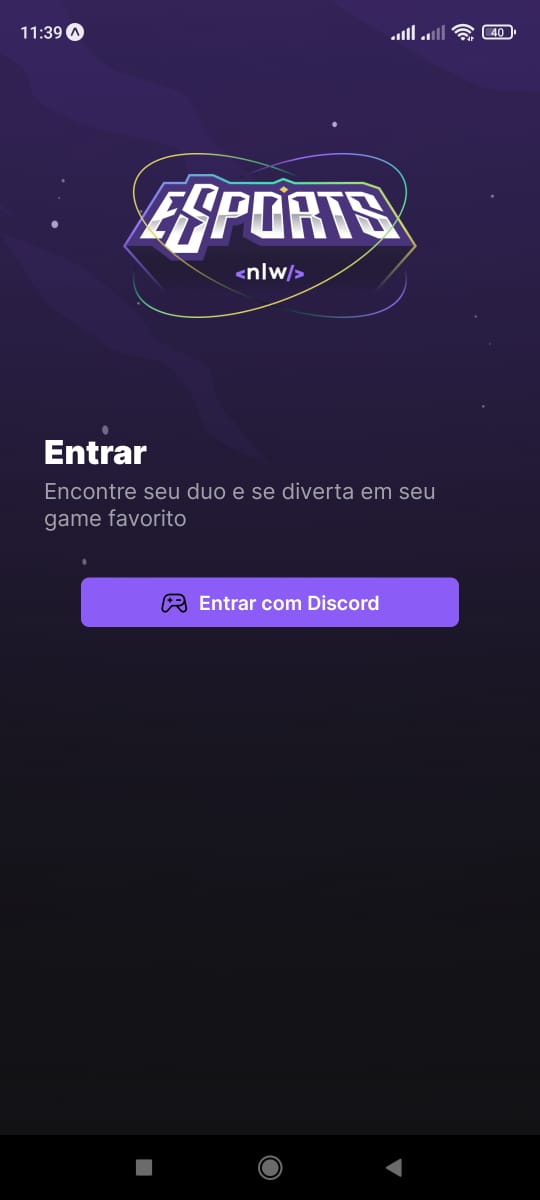 11:39
40
ESPORTS
<nlw/>
Entrar
Encontre seu duo e se diverta em seu
game favorito
Entrar com Discord